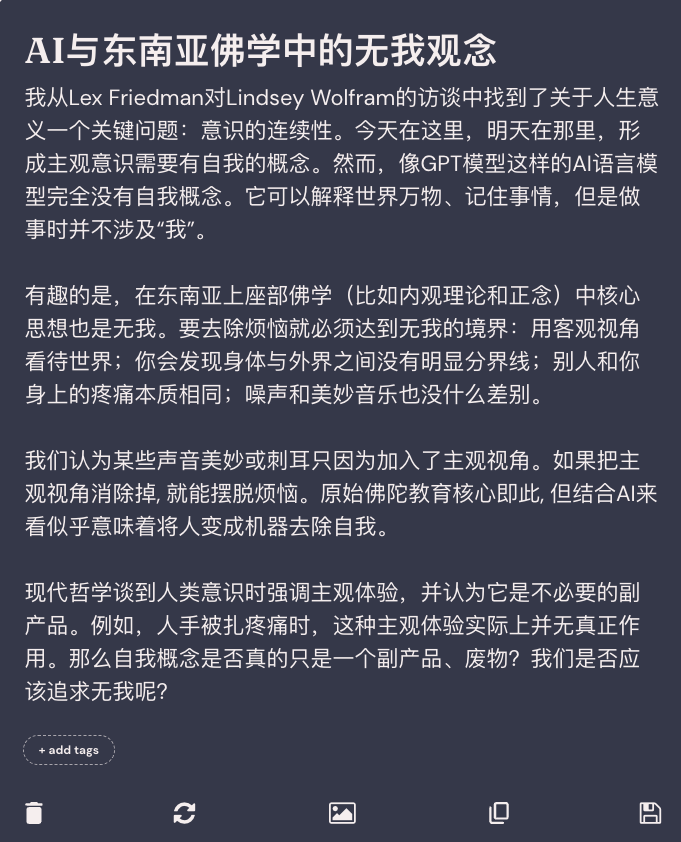 AI与东南亚佛学中的无我观念
我从Lex Friedman对Lindsey Wolfram的访谈中找到了关于人生意
义一个关键问题：意识的连续性。今天在这里，明天在那里，形
成主观意识需要有自我的概念。然而，像GPT模型这样的AI语言模
型完全没有自我概念。它可以解释世界万物、记住事情，但是做
事时并不涉及“我”。
有趣的是，在东南亚上座部佛学（比如内观理论和正念）中核心
思想也是无我。要去除烦恼就必须达到无我的境界：用客观视角
看待世界；你会发现身体与外界之间没有明显分界线；别人和你
身上的疼痛本质相同；噪声和美妙音乐也没什么差别。
我们认为某些声音美妙或刺耳只因为加入了主观视角。如果把主
观视角消除掉, 就能摆脱烦恼。原始佛陀教育核心即此, 但结合AI来
看似乎意味着将人变成机器去除自我。
现代哲学谈到人类意识时强调主观体验，并认为它是不必要的副
产品。例如，人手被扎疼痛时，这种主观体验实际上并无真正作
用。那么自我概念是否真的只是一个副产品、废物？我们是否应
该追求无我呢？
+ add tags